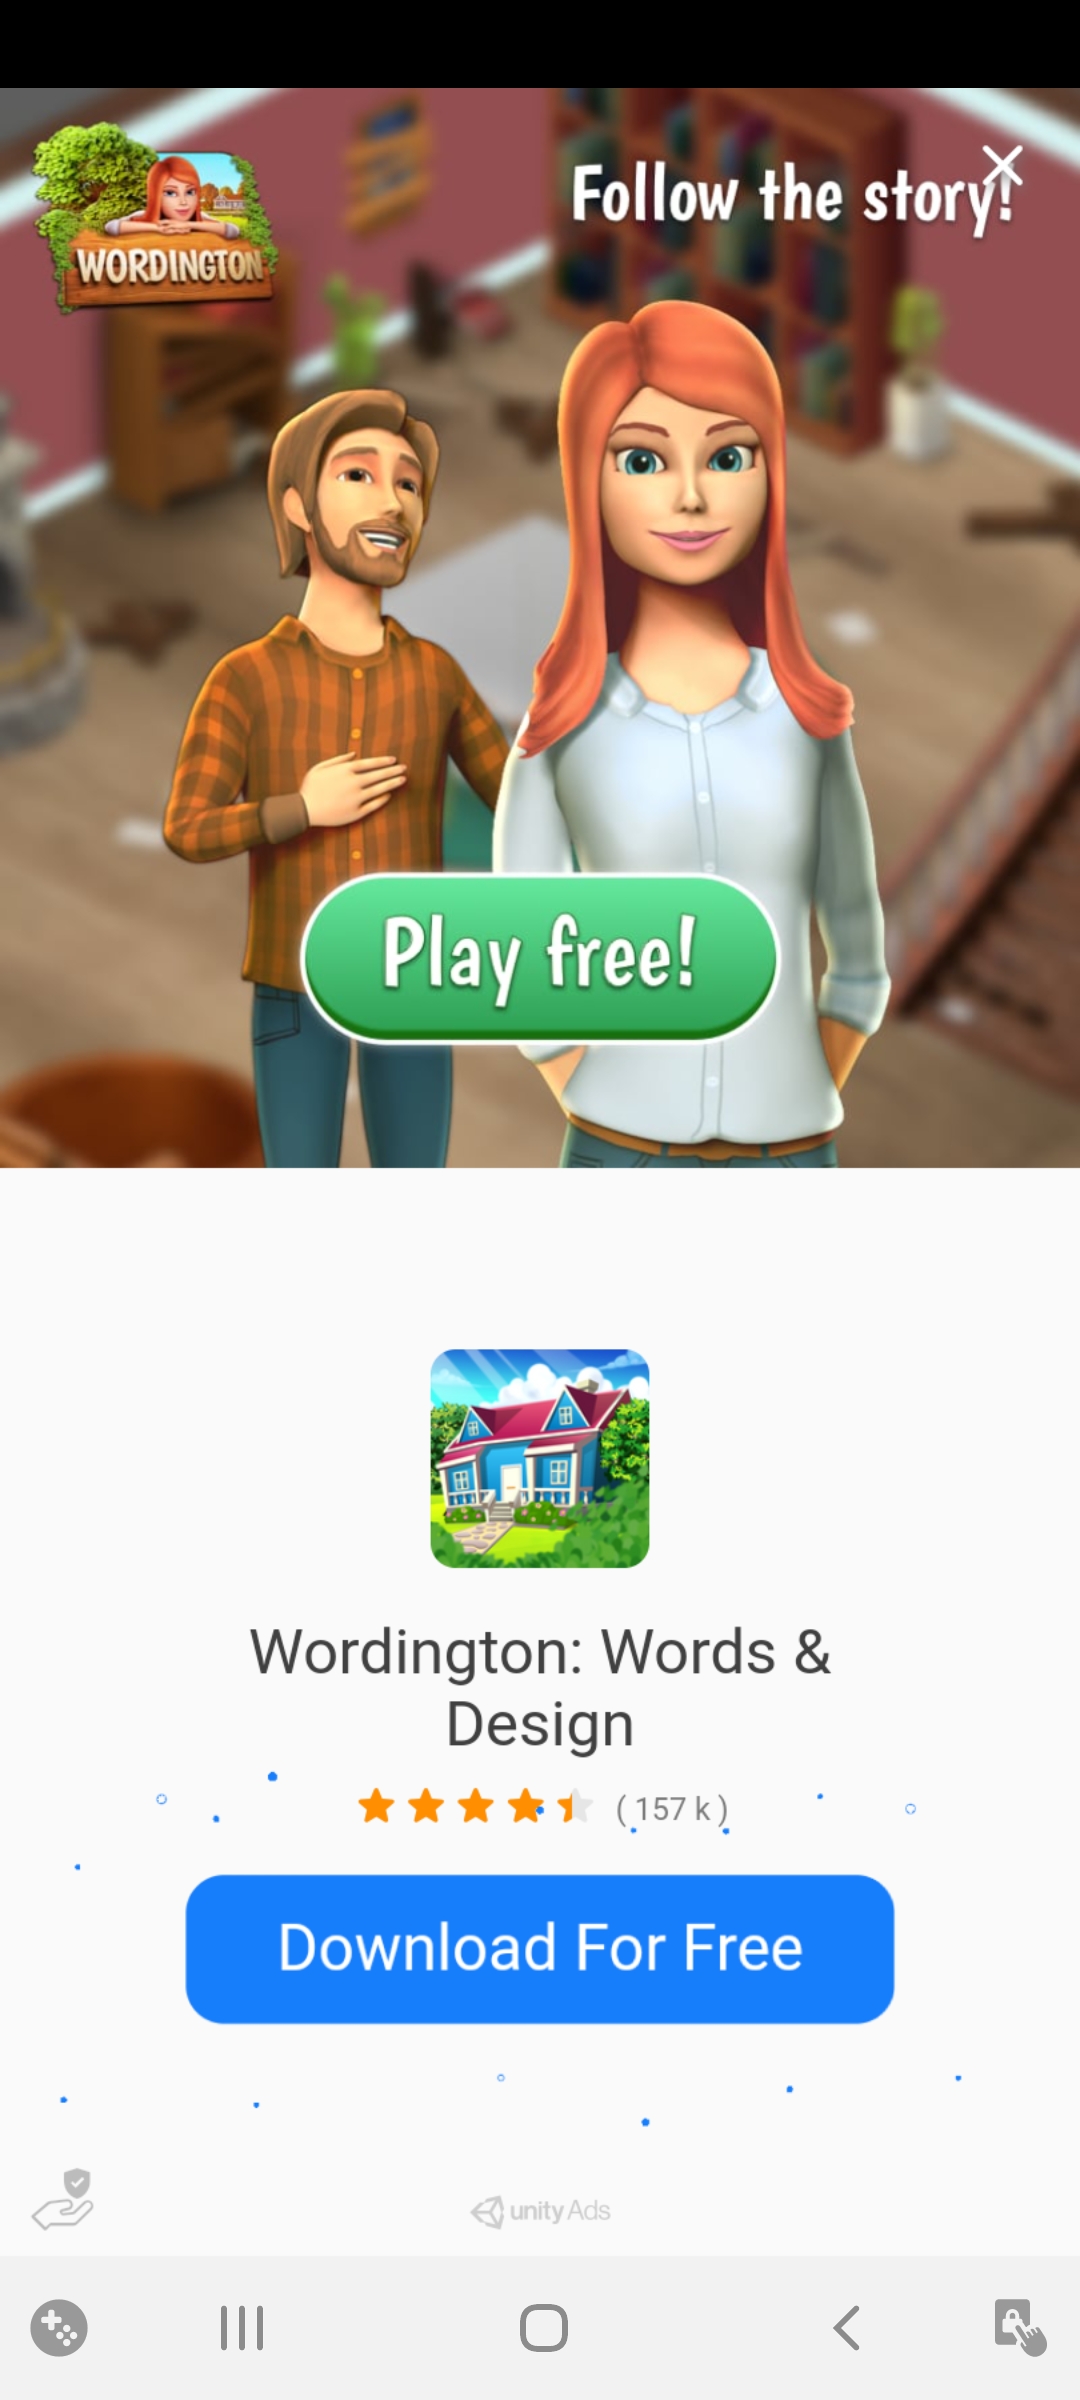 WORDINGTON
Follow the story!
Play free!
Wordington: Words &
Design
( 157 k )
Download For Free
unity Ads